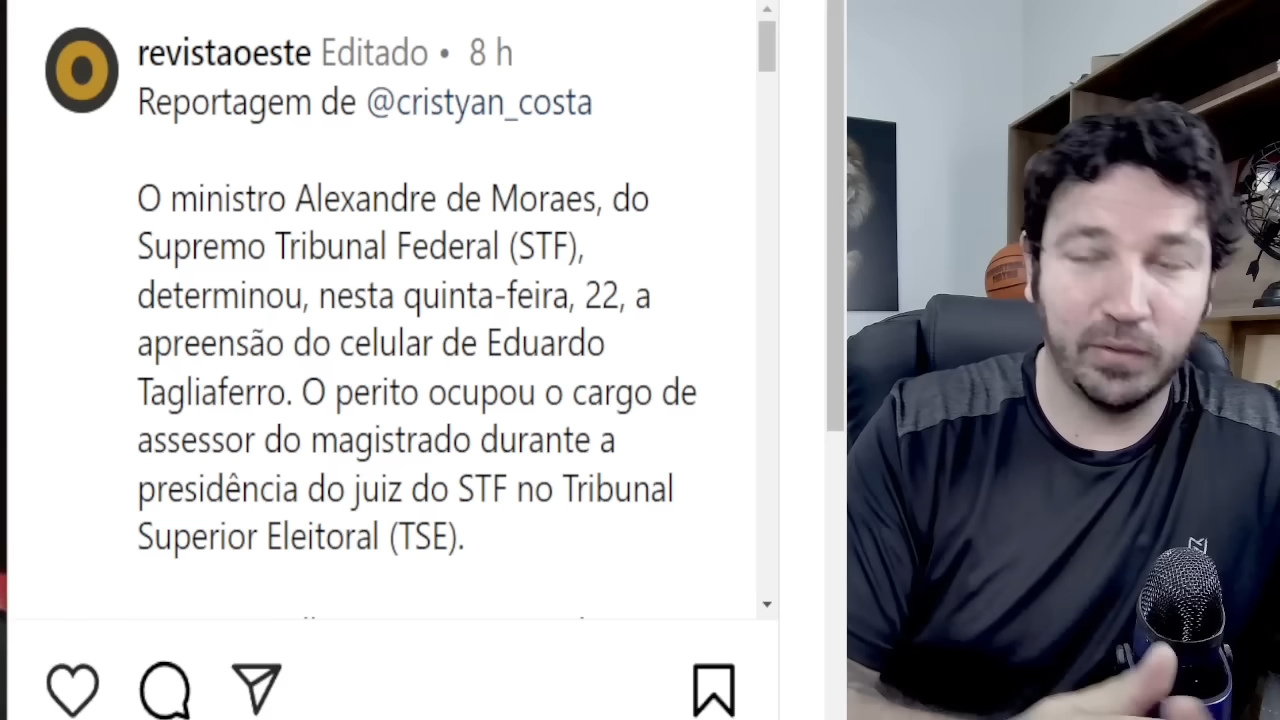 revistaoeste Editado • 8 h
Reportagem de @cristyan_costa
O ministro Alexandre de Moraes, do
Supremo Tribunal Federal (STF),
determinou, nesta quinta-feira, 22, a
apreensão do celular de Eduardo
Tagliaferro. O perito ocupou o cargo de
assessor do magistrado durante a
presidência do juiz do STF no Tribunal
Superior Eleitoral (TSE).